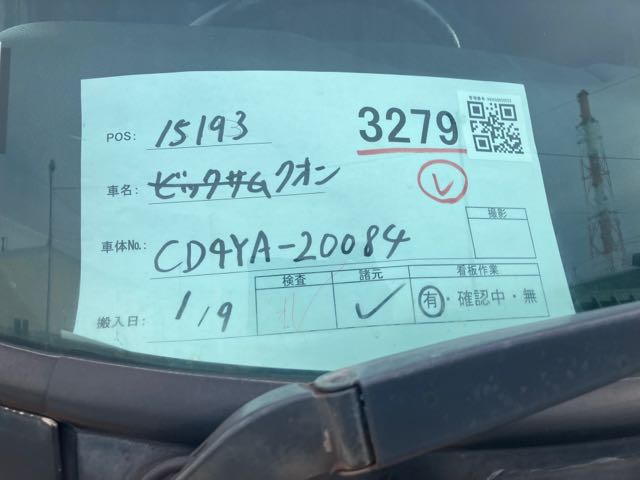 POS: 15193
3279
車名: ビックサム クオン
レ
車体No.: CD4YA-20084
撮影
検査 諸元 看板作業
有・確認中・無
搬入日: 1/9